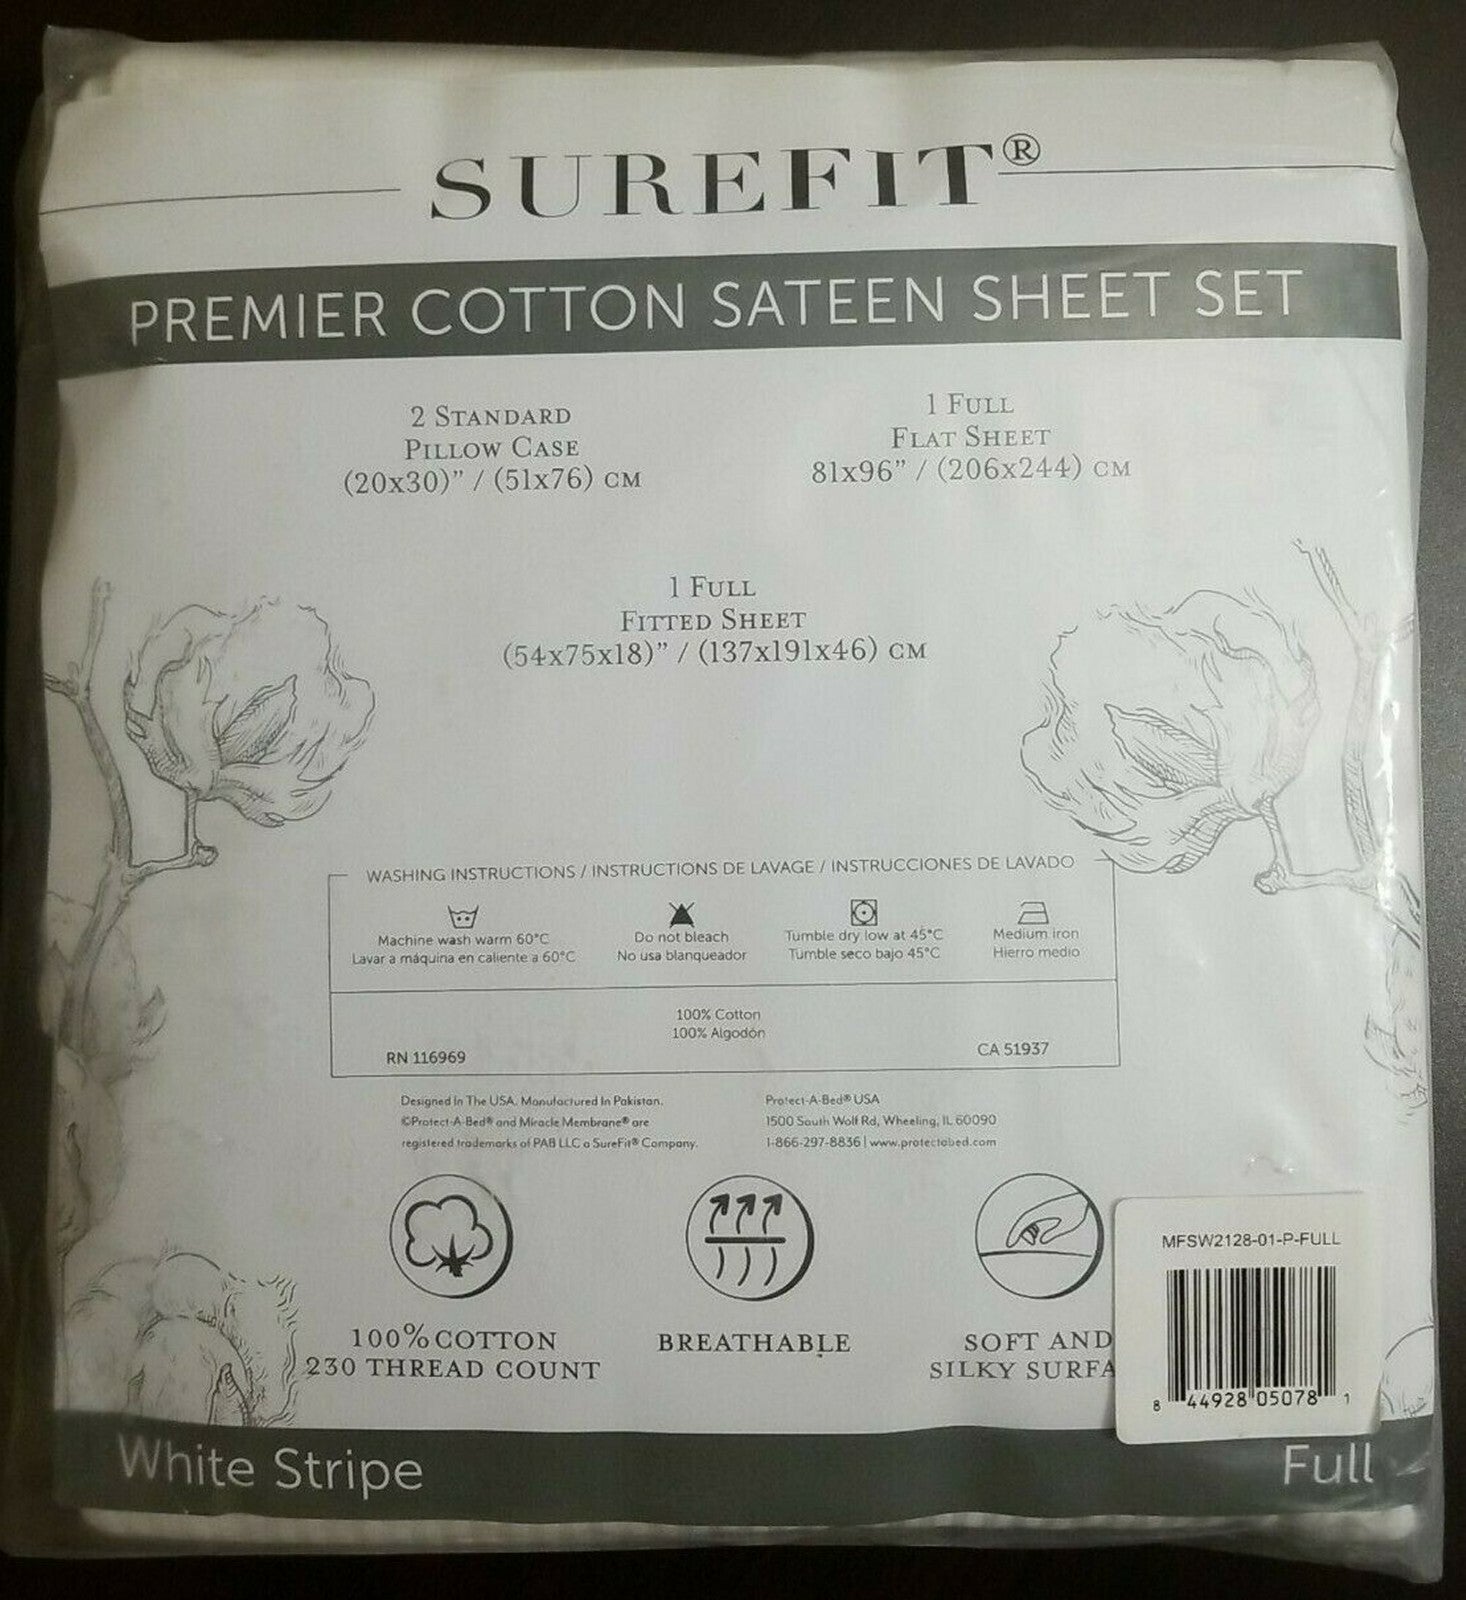 SUREFIT®
PREMIER COTTON SATEEN SHEET SET
2 STANDARD
PILLOW CASE
(20x30)” / (51x76) CM
1 FULL
FLAT SHEET
81x96” / (206x244) CM
1 FULL
FITTED SHEET
(54x75x18)” / (137x191x46) CM
WASHING INSTRUCTIONS / INSTRUCTIONS DE LAVAGE / INSTRUCCIONES DE LAVADO
Machine wash warm 60°C
Lavar a máquina en caliente a 60°C
Do not bleach
No usa blanqueador
Tumble dry low at 45°C
Tumble seco bajo 45°C
Medium iron
Hierro medio
100% Cotton
100% Algodón
RN 116969
CA 51937
Designed In The USA. Manufactured In Pakistan.
©Protect-A-Bed® and Miracle Membrane® are
registered trademarks of PAB LLC a SureFit® Company.
Protect-A-Bed® USA
1500 South Wolf Rd, Wheeling, IL 60090
1-866-297-8836 | www.protectabed.com
100% COTTON
230 THREAD COUNT
BREATHABLE
SOFT AND
SILKY SURFA
MFSW2128-01-P-FULL
8 44928 05078 1
White Stripe
Full